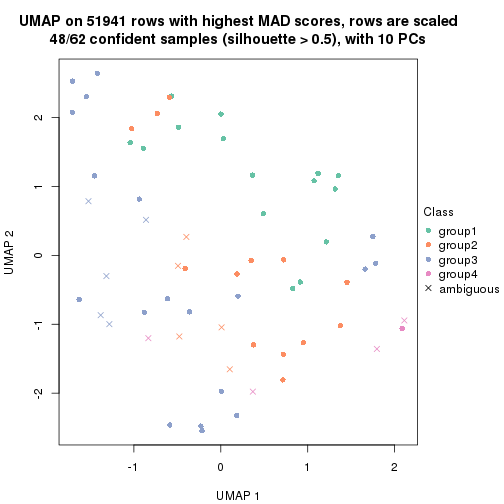 UMAP on 51941 rows with highest MAD scores, rows are scaled
48/62 confident samples (silhouette > 0.5), with 10 PCs
2
1
0
-1
-2
UMAP 2
-1
0
1
2
UMAP 1
Class
group1
group2
group3
group4
ambiguous